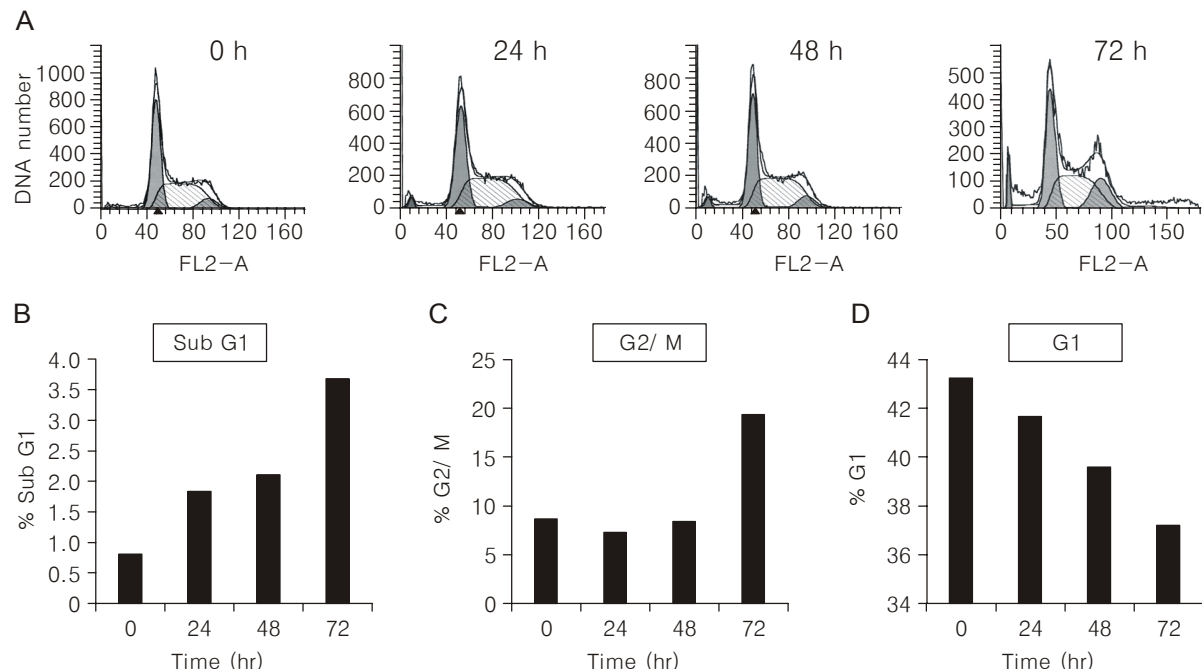 A
0 h
24 h
48 h
72 h
DNA number
1000
800
600
400
200
0
0 40 80 120 160
FL2-A
800
600
400
200
0
0 40 80 120 160
FL2-A
800
600
400
200
0
0 40 80 120 160
FL2-A
500
400
300
200
100
0
0 50 100 150
FL2-A
B
Sub G1
% Sub G1
4.0
3.5
3.0
2.5
2.0
1.5
1.0
0.5
0
0 24 48 72
Time (hr)
C
G2/ M
% G2/ M
25
20
15
10
5
0
0 24 48 72
Time (hr)
D
G1
% G1
44
42
40
38
36
34
0 24 48 72
Time (hr)